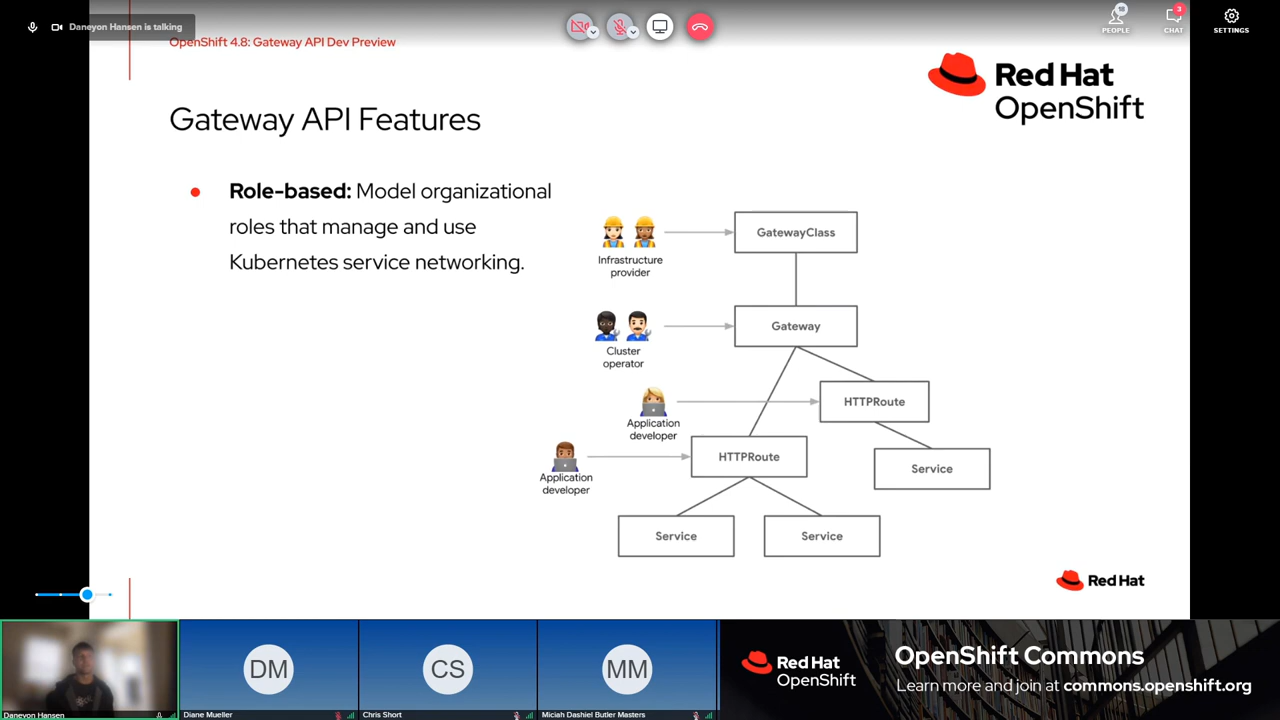 Daneyon Hansen is talking
18
PEOPLE
3
CHAT
SETTINGS
OpenShift 4.8: Gateway API Dev Preview
Red Hat
OpenShift
Gateway API Features
Role-based: Model organizational
roles that manage and use
Kubernetes service networking.
Infrastructure
provider
GatewayClass
Cluster
operator
Gateway
Application
developer
HTTPRoute
Application
developer
HTTPRoute
Service
Service
Service
Red Hat
Daneyon Hansen
DM
Diane Mueller
CS
Chris Short
MM
Miciah Dashiel Butler Masters
Red Hat
OpenShift
OpenShift Commons
Learn more and join at commons.openshift.org